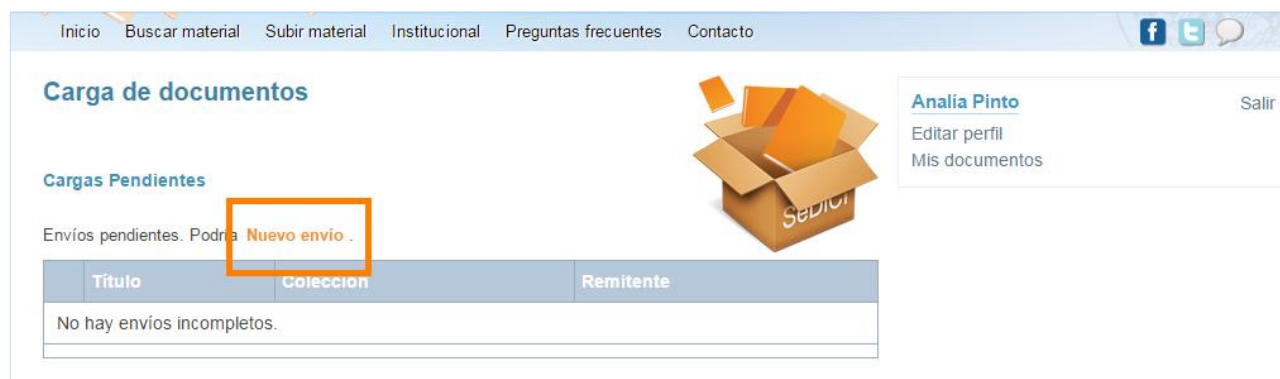 Inicio Buscar material Subir material Institucional Preguntas frecuentes Contacto
Carga de documentos
Analía Pinto Salir
Editar perfil
Mis documentos
Cargas Pendientes
SeDiCI
Envíos pendientes. Podría Nuevo envío .
Título Colección Remitente
No hay envíos incompletos.